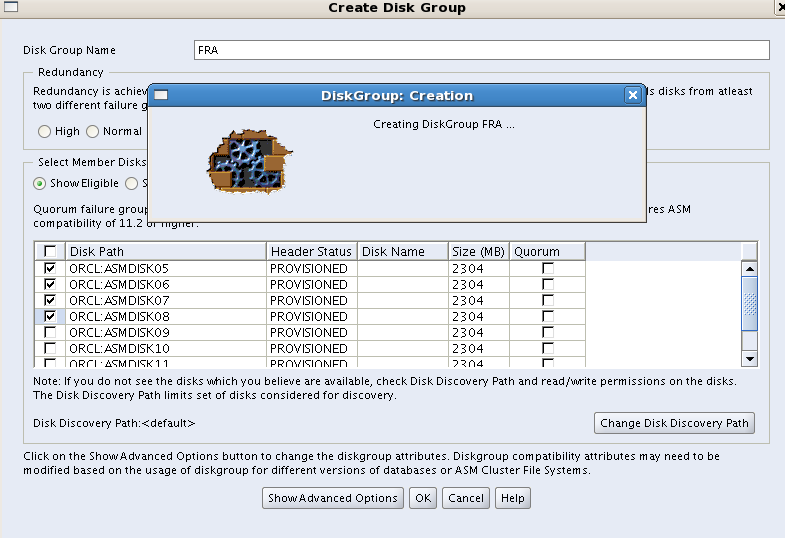 Create Disk Group
Disk Group Name FRA
Redundancy
Redundancy is achiev
ds disks from atleast
two different failure g
High Normal
DiskGroup: Creation
Creating DiskGroup FRA ...
Select Member Disks
Show Eligible S
Quorum failure group
res ASM
compatibility of 11.2 or higher.
Disk Path Header Status Disk Name Size (MB) Quorum
ORCL:ASMDISK05 PROVISIONED 2304
ORCL:ASMDISK06 PROVISIONED 2304
ORCL:ASMDISK07 PROVISIONED 2304
ORCL:ASMDISK08 PROVISIONED 2304
ORCL:ASMDISK09 PROVISIONED 2304
ORCL:ASMDISK10 PROVISIONED 2304
ORCL:ASMDISK11 PROVISIONED 2304
Note: If you do not see the disks which you believe are available, check Disk Discovery Path and read/write permissions on the disks.
The Disk Discovery Path limits set of disks considered for discovery.
Disk Discovery Path:<default> Change Disk Discovery Path
Click on the Show Advanced Options button to change the diskgroup attributes. Diskgroup compatibility attributes may need to be
modified based on the usage of diskgroup for different versions of databases or ASM Cluster File Systems.
Show Advanced Options OK Cancel Help